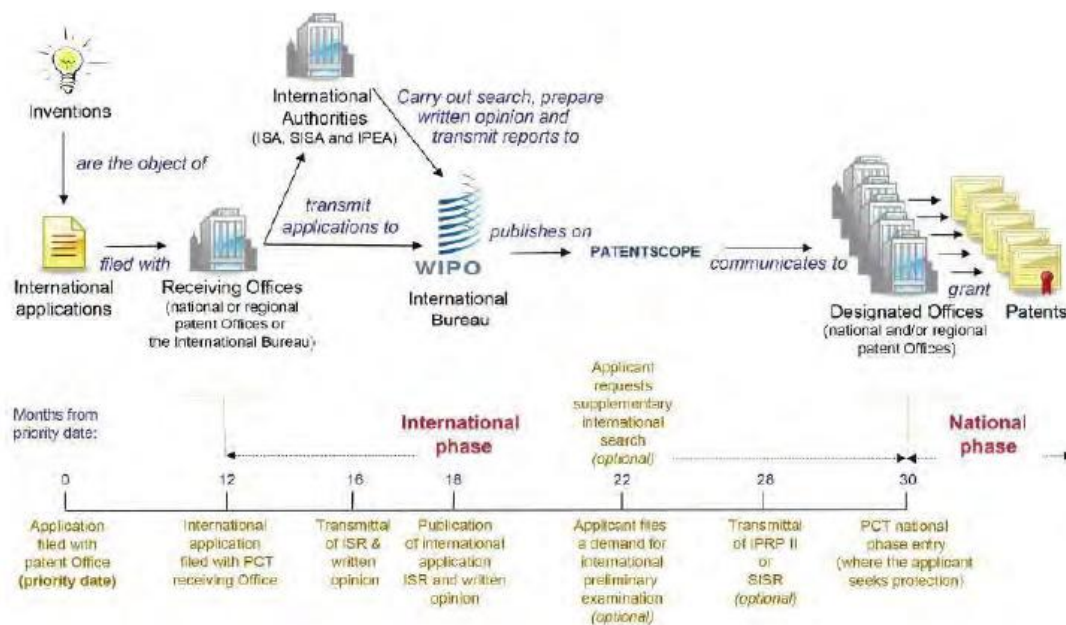 Inventions
are the object of
International
applications
filed with
Receiving Offices
(national or regional
patent Offices or
the International Bureau)
International
Authorities
(ISA, SISA and IPEA)
transmit
applications to
Carry out search, prepare
written opinion and
transmit reports to
WIPO
International
Bureau
publishes on
PATENTSCOPE
communicates to
Designated Offices
(national and/or regional
patent Offices)
grant
Patents
Months from
priority date:
International
phase
Applicant
requests
supplementary
international
search
(optional)
National
phase
0
12
16
18
22
28
30
Application
filed with
patent Office
(priority date)
International
application
filed with PCT
receiving Office
Transmittal
of ISR &
written
opinion
Publication
of international
application
ISR and written
opinion
Applicant files
a demand for
international
preliminary
examination
(optional)
Transmittal
of IPRP II
or
SISR
(optional)
PCT national
phase entry
(where the applicant
seeks protection)